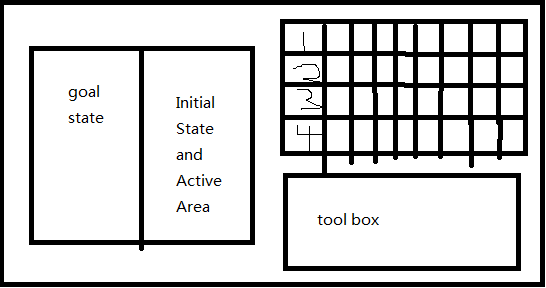 goal
state
Initial
State
and
Active
Area
1
2
3
4
tool box